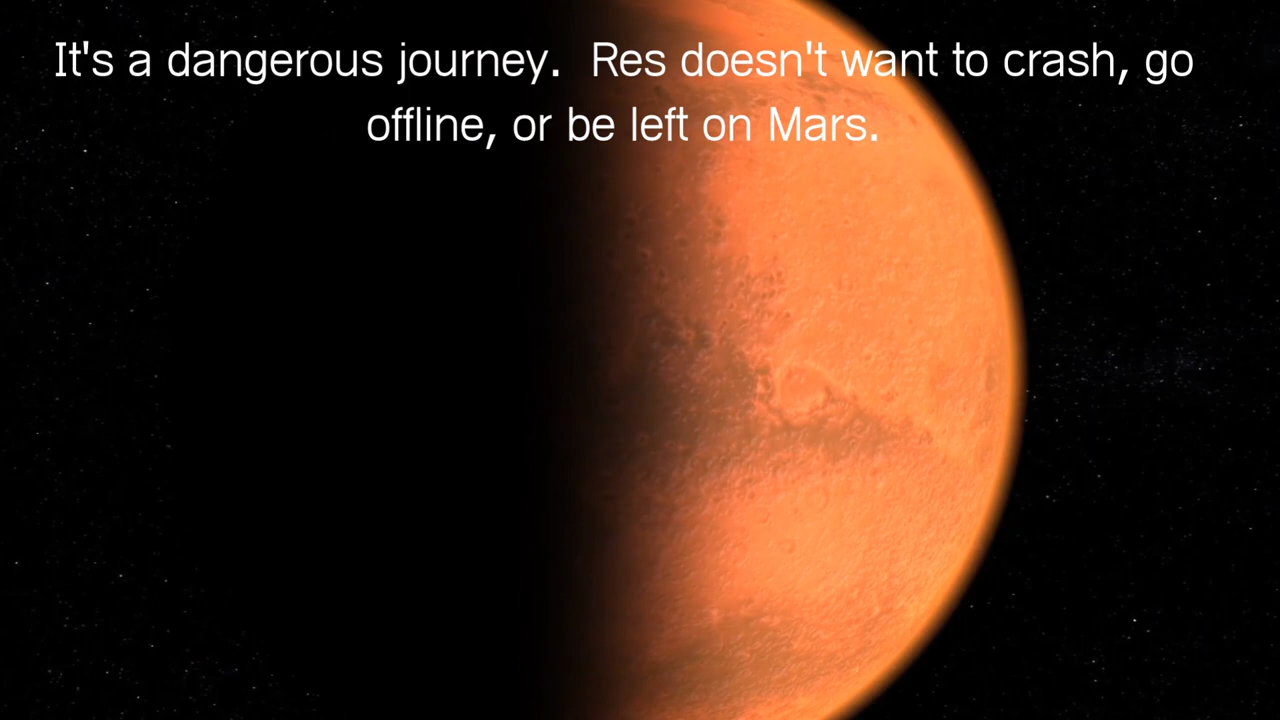 It's a dangerous journey.  Res doesn't want to crash, go
offline, or be left on Mars.